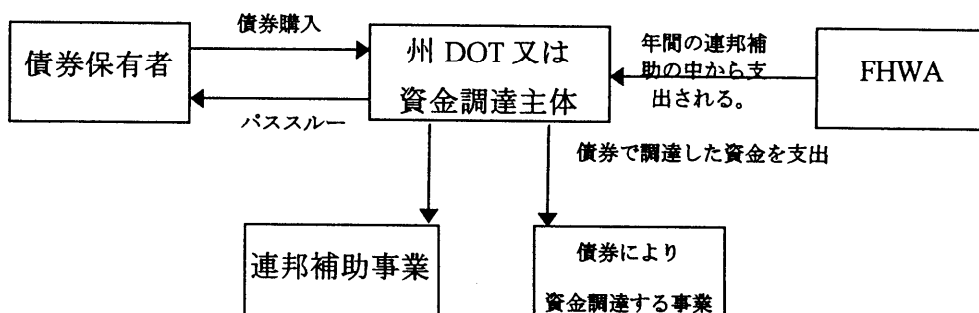 債券購入
債券保有者
パススルー
州 DOT 又は
資金調達主体
年間の連邦補
助の中から支
出される。
FHWA
債券で調達した資金を支出
連邦補助事業
債券により
資金調達する事業